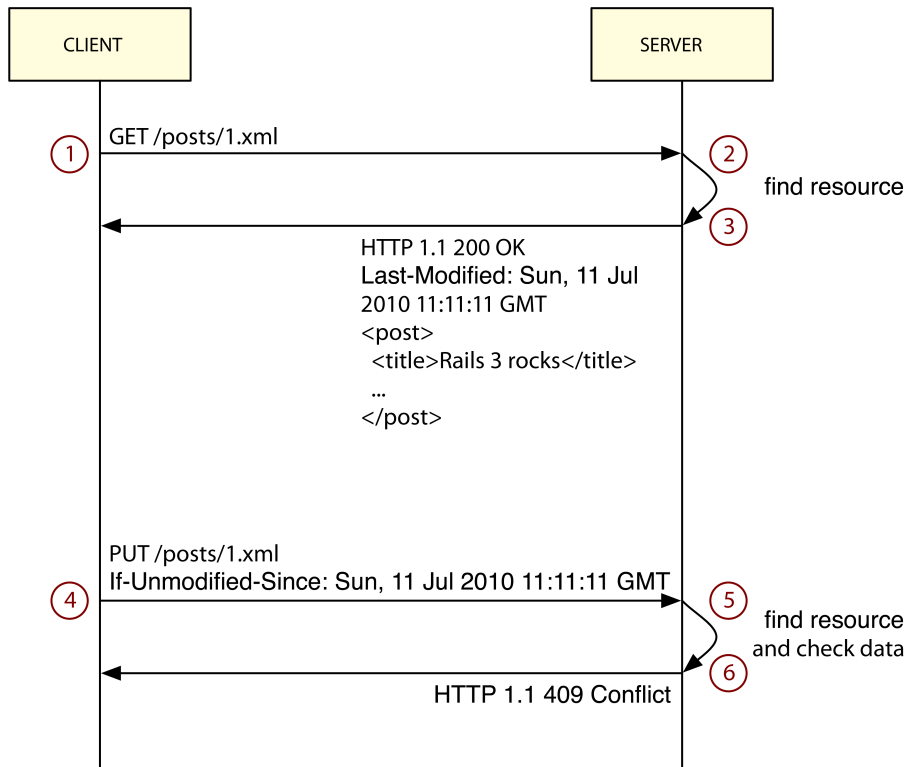 CLIENT
SERVER
GET /posts/1.xml
1
2
find resource
3
HTTP 1.1 200 OK
Last-Modified: Sun, 11 Jul
2010 11:11:11 GMT
<post>
<title>Rails 3 rocks</title>
...
</post>
PUT /posts/1.xml
If-Unmodified-Since: Sun, 11 Jul 2010 11:11:11 GMT
4
5
find resource
and check data
6
HTTP 1.1 409 Conflict